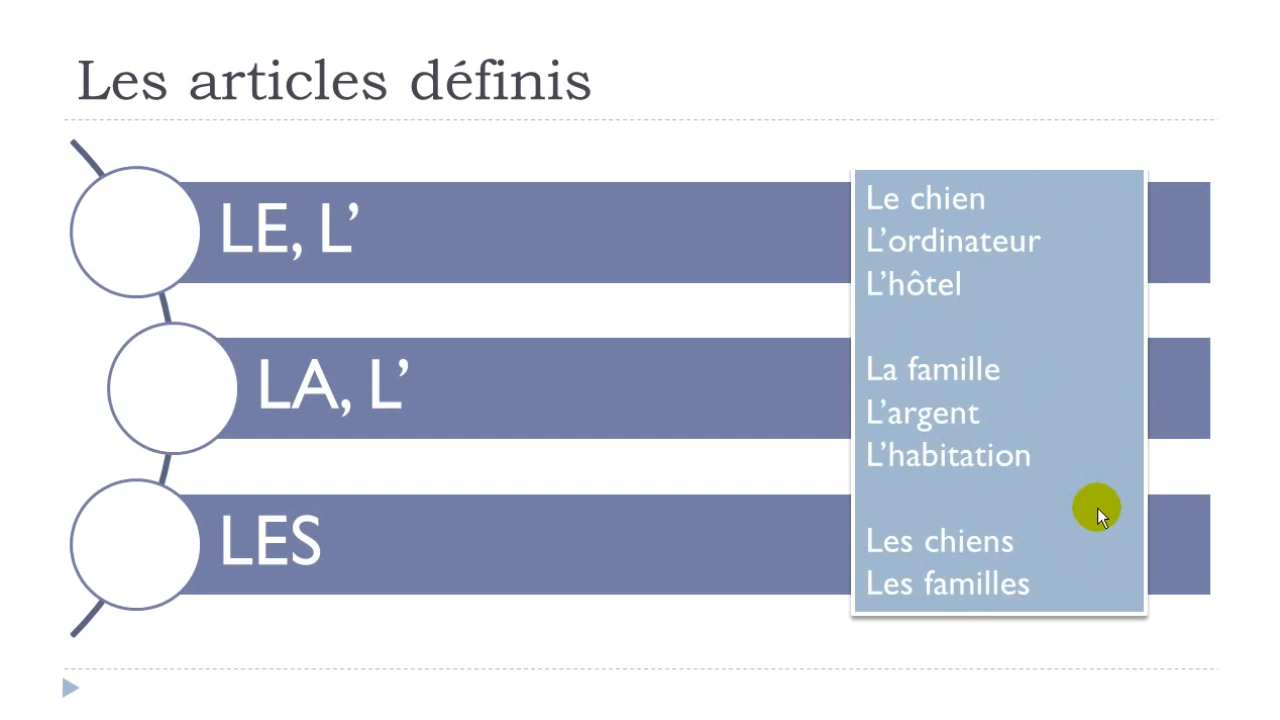 Les articles définis
LE, L’
LA, L’
LES
Le chien
L’ordinateur
L’hôtel
La famille
L’argent
L’habitation
Les chiens
Les familles